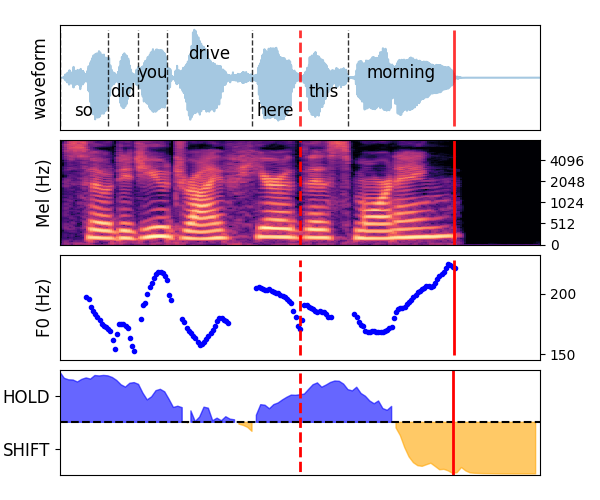 waveform
so did you drive here this morning
Mel (Hz)
4096
2048
1024
512
0
F0 (Hz)
200
150
HOLD
SHIFT